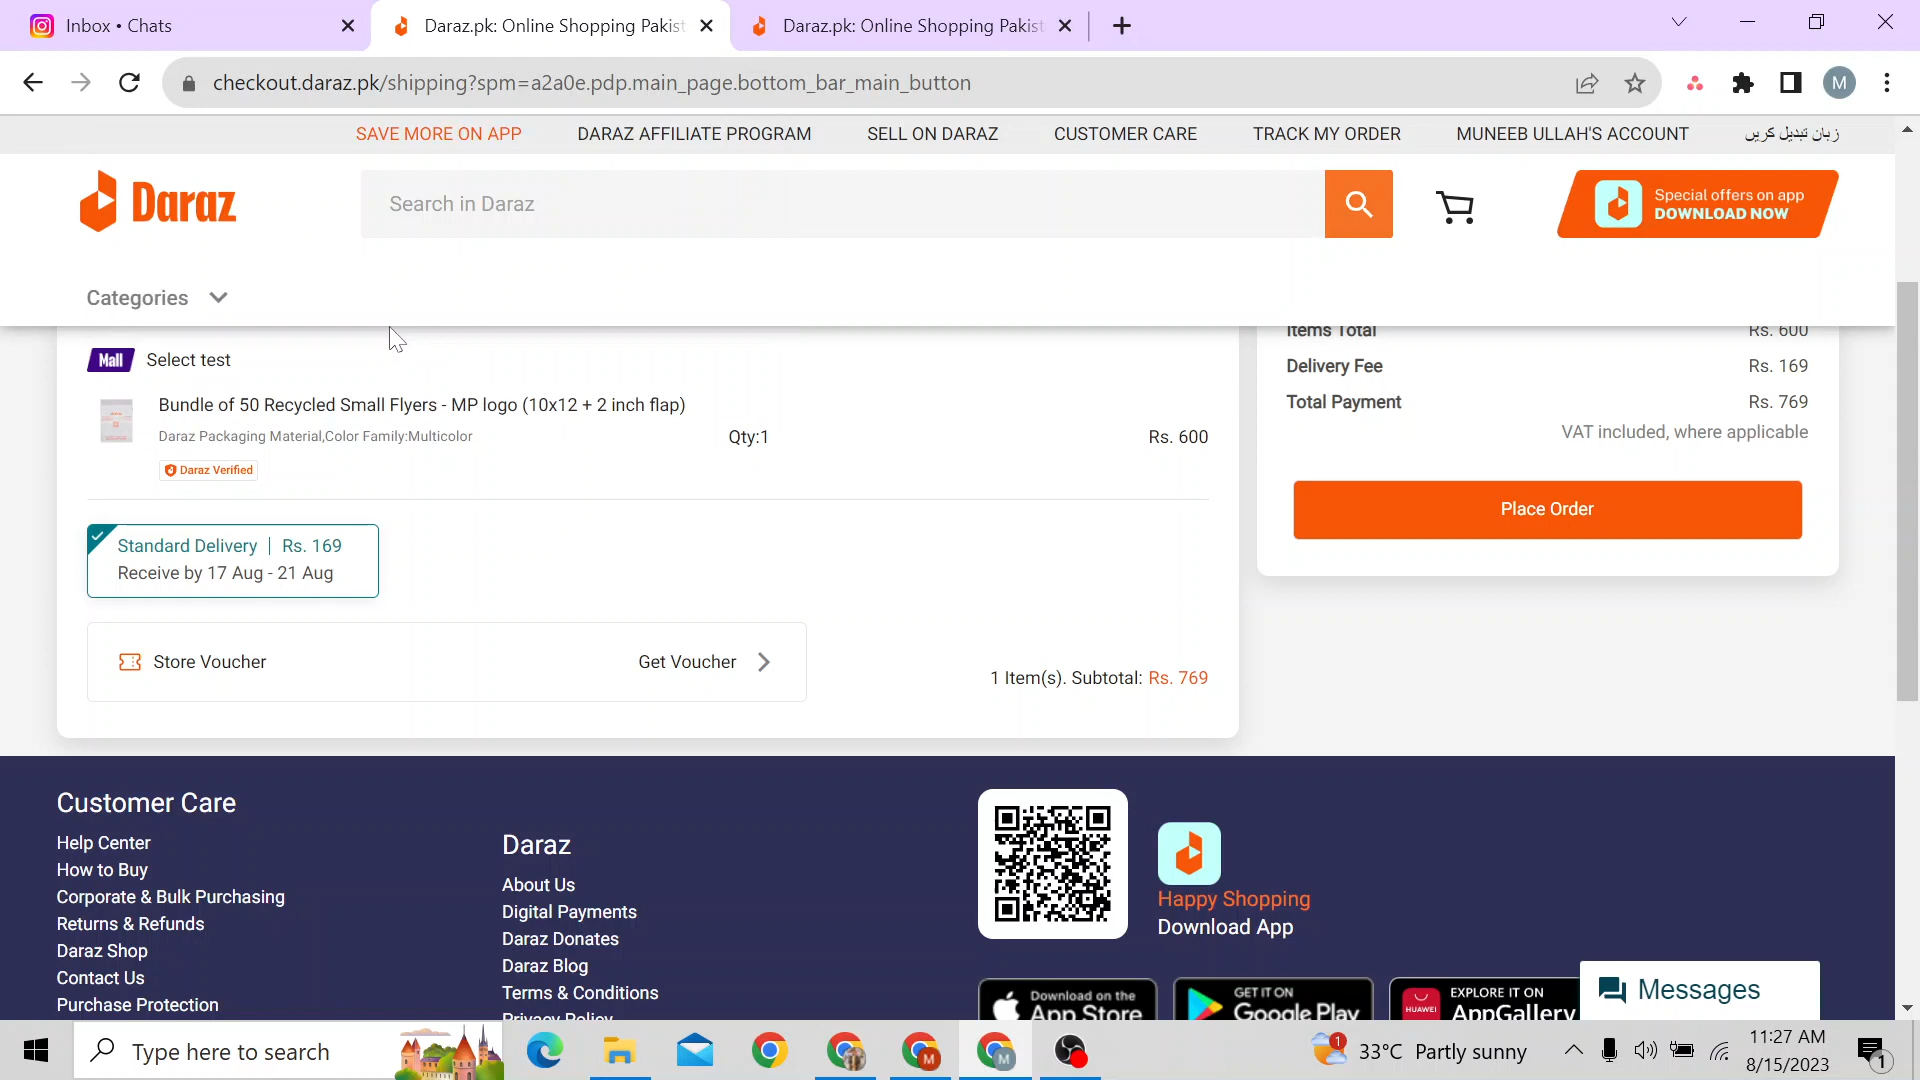 Inbox • Chats
Daraz.pk: Online Shopping Pakist
Daraz.pk: Online Shopping Pakist
checkout.daraz.pk/shipping?spm=a2a0e.pdp.main_page.bottom_bar_main_button
M
SAVE MORE ON APP
DARAZ AFFILIATE PROGRAM
SELL ON DARAZ
CUSTOMER CARE
TRACK MY ORDER
MUNEEB ULLAH'S ACCOUNT
زبان تبدیل کریں
Daraz
Search in Daraz
Special offers on app
DOWNLOAD NOW
Categories
Items Total
Rs. 600
Mall
Select test
Delivery Fee
Rs. 169
Bundle of 50 Recycled Small Flyers - MP logo (10x12 + 2 inch flap)
Total Payment
Rs. 769
Daraz Packaging Material,Color Family:Multicolor
Qty:1
Rs. 600
VAT included, where applicable
Daraz Verified
Place Order
Standard Delivery | Rs. 169
Receive by 17 Aug - 21 Aug
Store Voucher
Get Voucher
1 Item(s). Subtotal: Rs. 769
Customer Care
Help Center
How to Buy
Corporate & Bulk Purchasing
Returns & Refunds
Daraz Shop
Contact Us
Purchase Protection
Daraz
About Us
Digital Payments
Daraz Donates
Daraz Blog
Terms & Conditions
Privacy Policy
Happy Shopping
Download App
Download on the
App Store
GET IT ON
Google Play
HUAWEI
EXPLORE IT ON
AppGallery
Messages
Type here to search
M
M
1
33°C Partly sunny
11:27 AM
8/15/2023
1